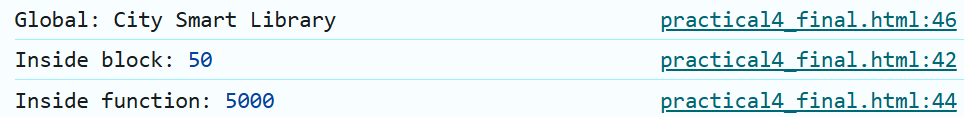 Global: City Smart Library practical4_final.html:46
Inside block: 50 practical4_final.html:42
Inside function: 5000 practical4_final.html:44